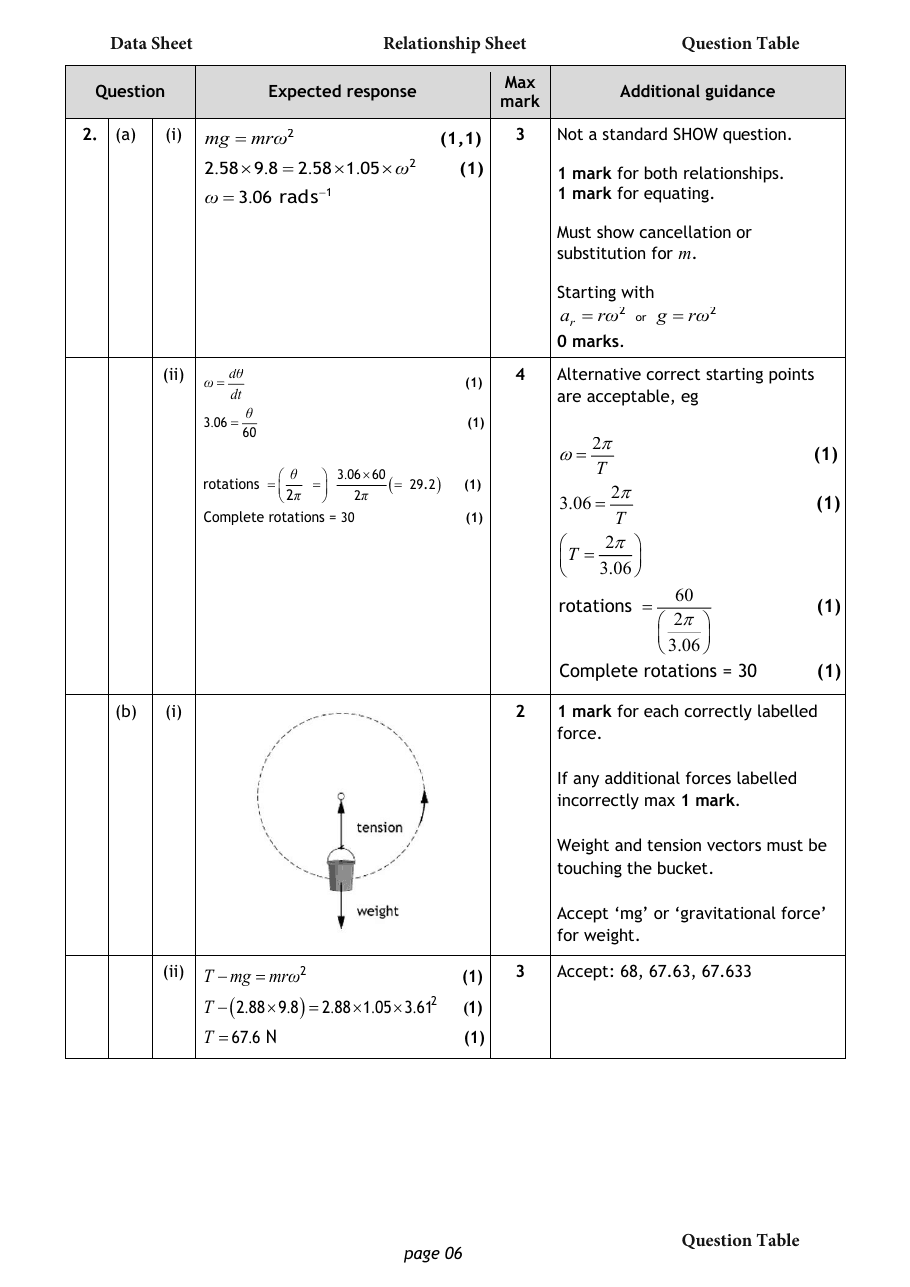 Data Sheet Relationship Sheet Question Table
Question Expected response Max mark Additional guidance
2. (a) (i) mg = mrω² (1,1) 3 Not a standard SHOW question.
2.58×9.8 = 2.58×1.05×ω² (1)
ω = 3.06 rads⁻¹
1 mark for both relationships.
1 mark for equating.
Must show cancellation or
substitution for m.
Starting with
aᵣ = rω² or g = rω²
0 marks.
(ii) ω = dθ/dt (1) 4
3.06 = θ/60 (1)
rotations = (θ/2π =) 3.06×60/2π (= 29.2) (1)
Complete rotations = 30 (1)
Alternative correct starting points
are acceptable, eg
ω = 2π/T (1)
3.06 = 2π/T (1)
(T = 2π/3.06)
rotations = 60/(2π/3.06) (1)
Complete rotations = 30 (1)
(b) (i) 2
tension
weight
1 mark for each correctly labelled
force.
If any additional forces labelled
incorrectly max 1 mark.
Weight and tension vectors must be
touching the bucket.
Accept ‘mg’ or ‘gravitational force’
for weight.
(ii) T − mg = mrω² (1) 3 Accept: 68, 67.63, 67.633
T − (2.88×9.8) = 2.88×1.05×3.61² (1)
T = 67.6 N (1)
Question Table
page 06